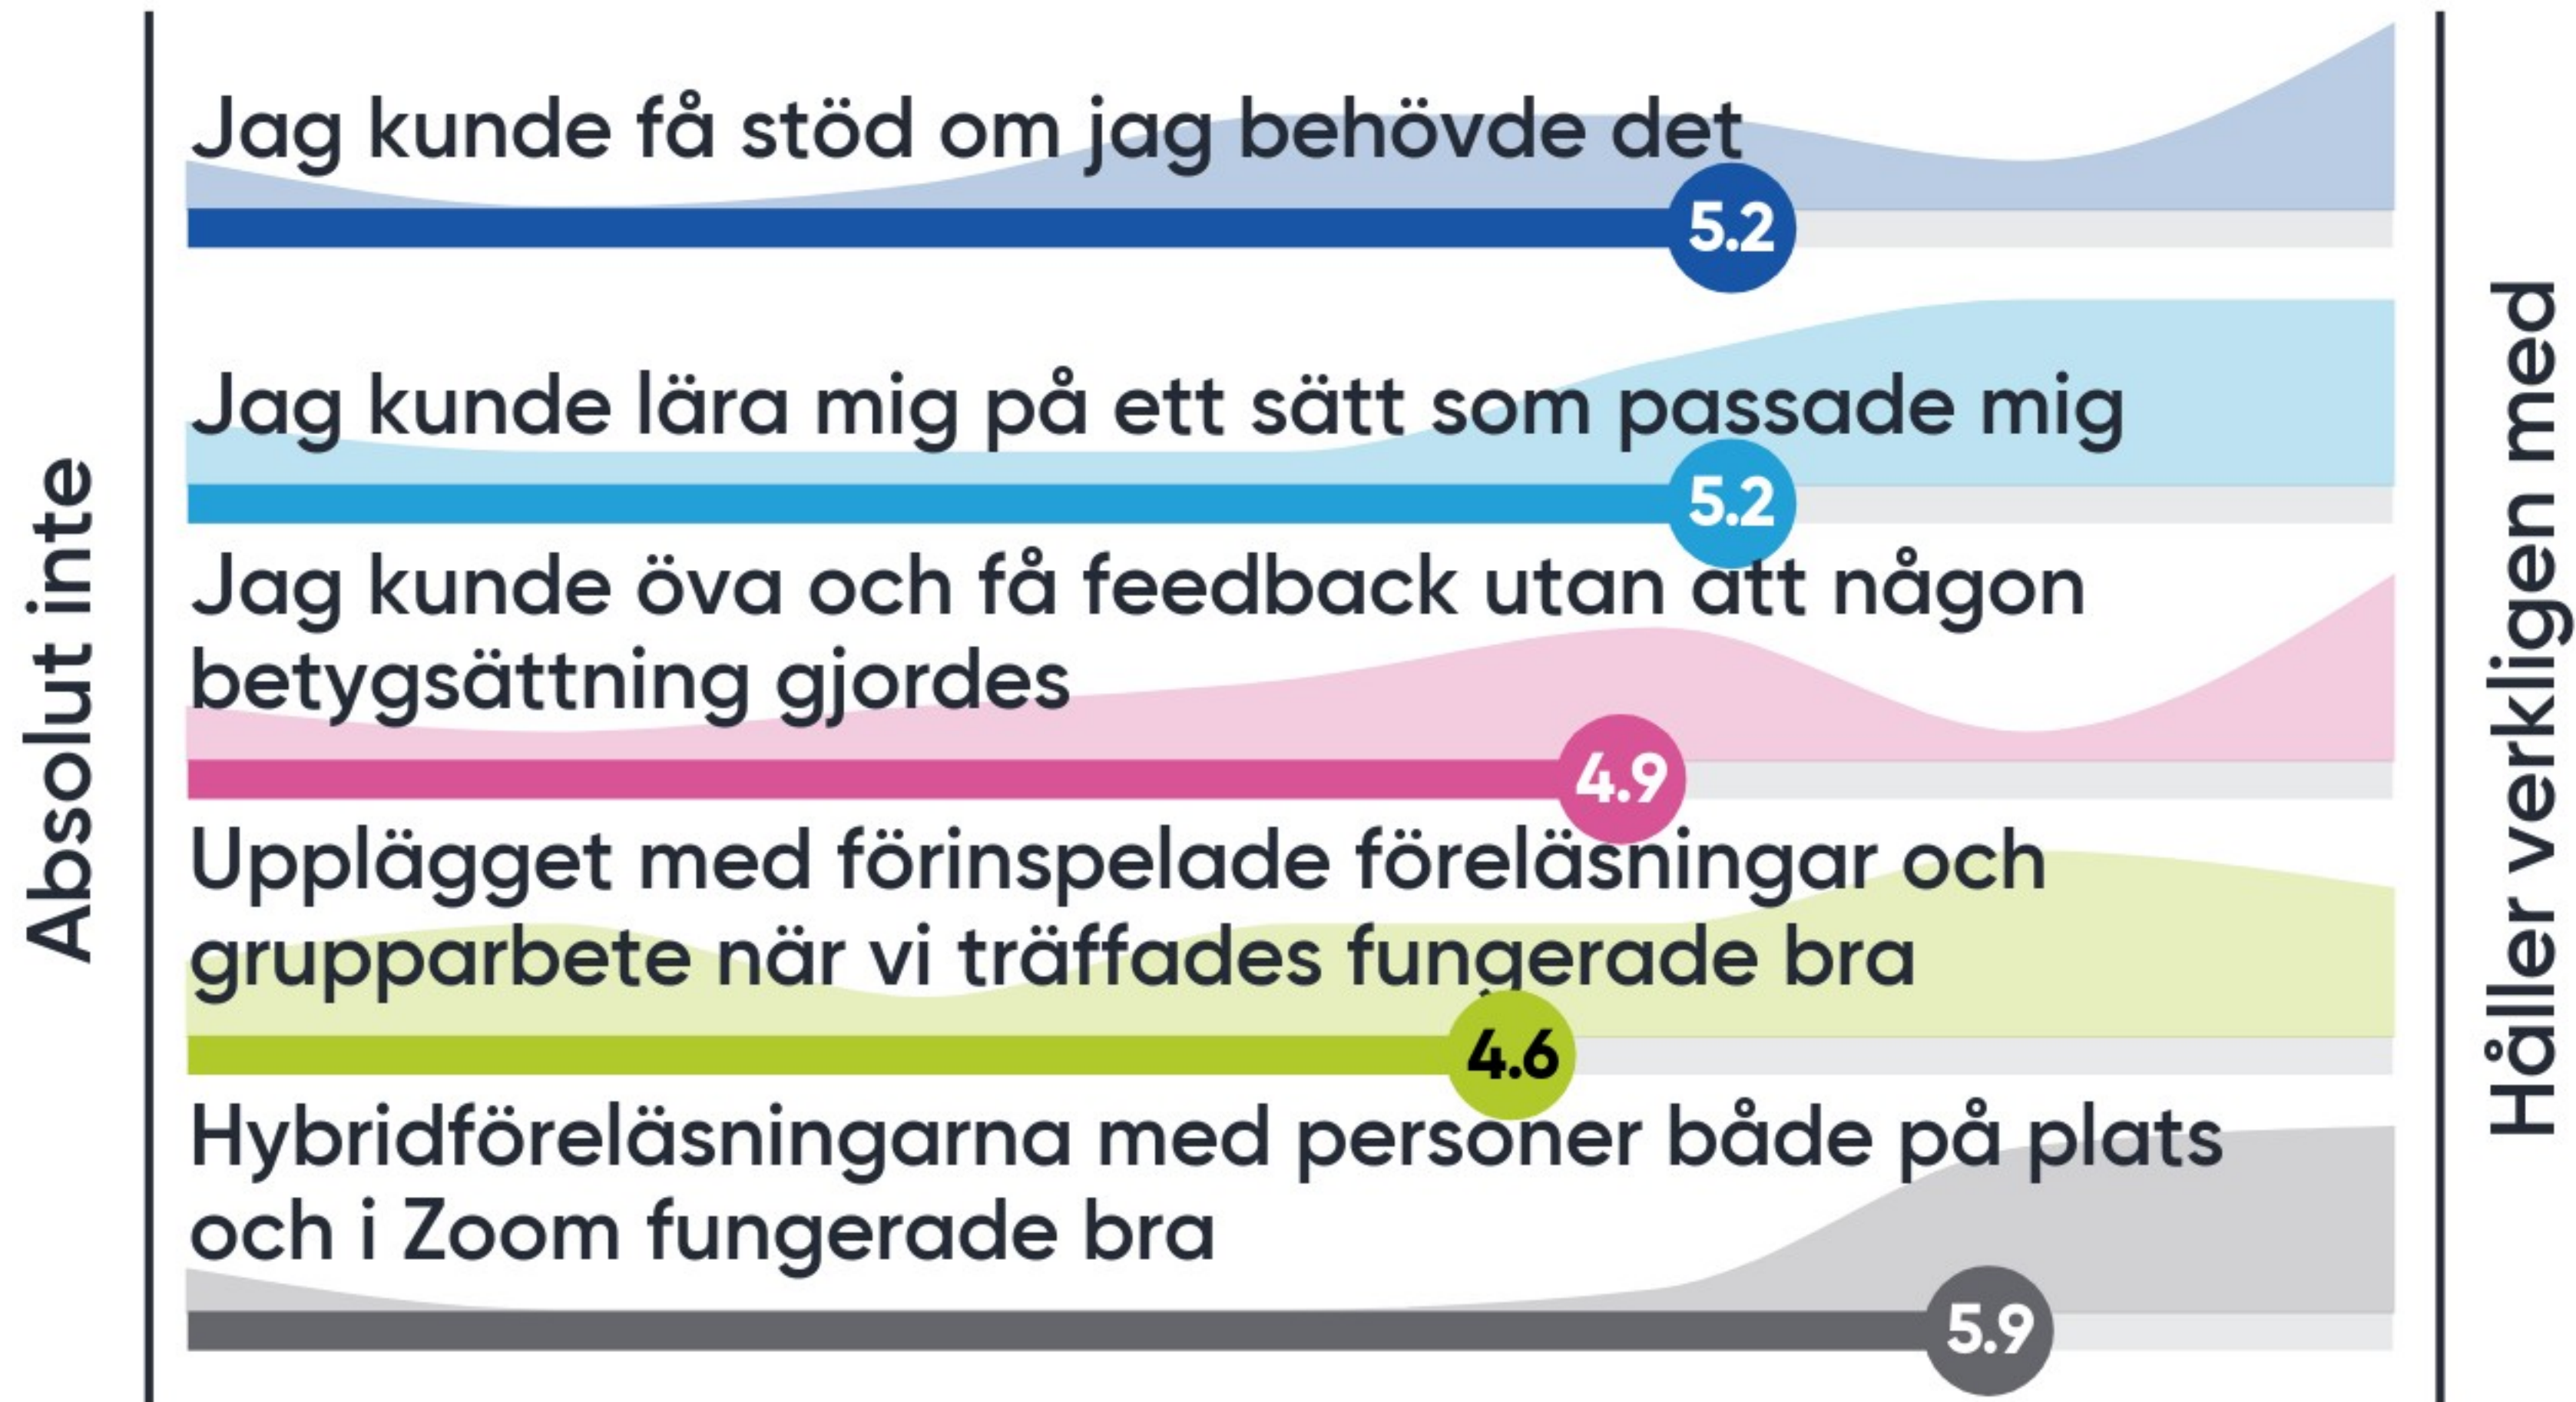 Absolut inte
Jag kunde få stöd om jag behövde det
5.2
Jag kunde lära mig på ett sätt som passade mig
5.2
Jag kunde öva och få feedback utan att någon
betygsättning gjordes
4.9
Upplägget med förinspelade föreläsningar och
grupparbete när vi träffades fungerade bra
4.6
Hybridföreläsningarna med personer både på plats
och i Zoom fungerade bra
5.9
Håller verkligen med